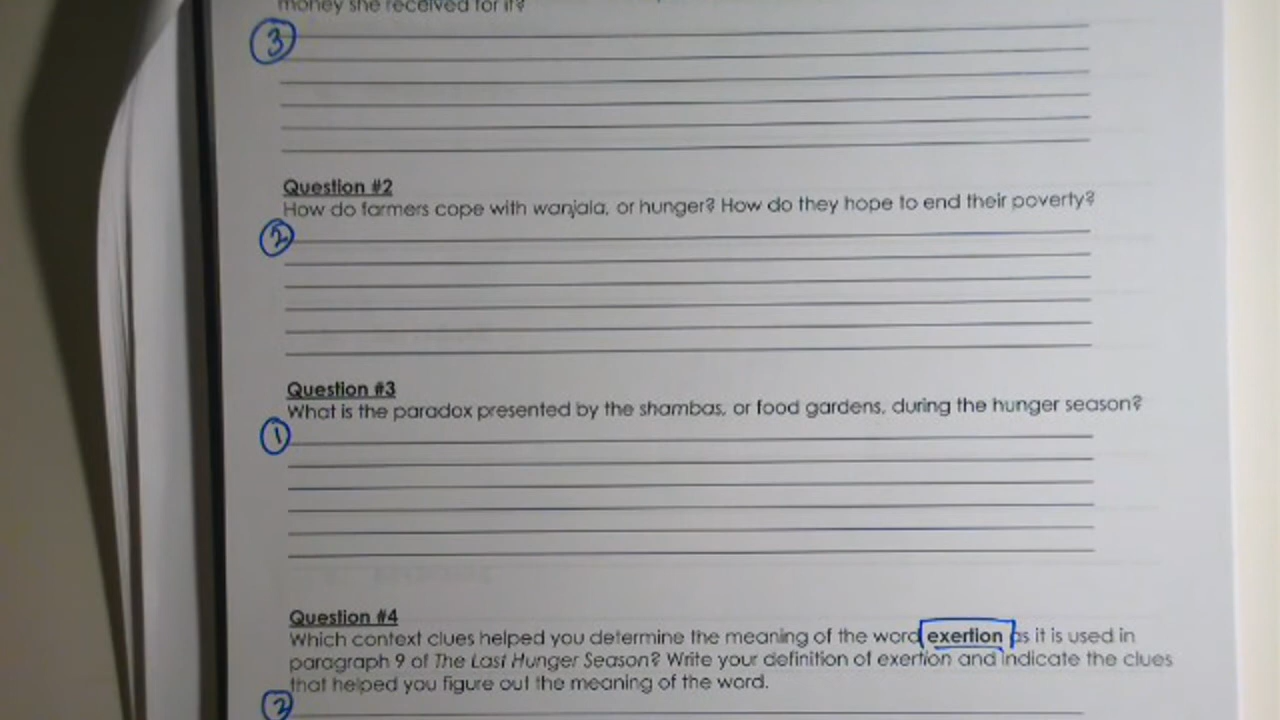 money she received for it?
3
Question #2
How do farmers cope with wanjala, or hunger? How do they hope to end their poverty?
2
Question #3
What is the paradox presented by the shambas, or food gardens, during the hunger season?
1
Question #4
Which context clues helped you determine the meaning of the word exertion as it is used in
paragraph 9 of The Last Hunger Season? Write your definition of exertion and indicate the clues
that helped you figure out the meaning of the word.
2